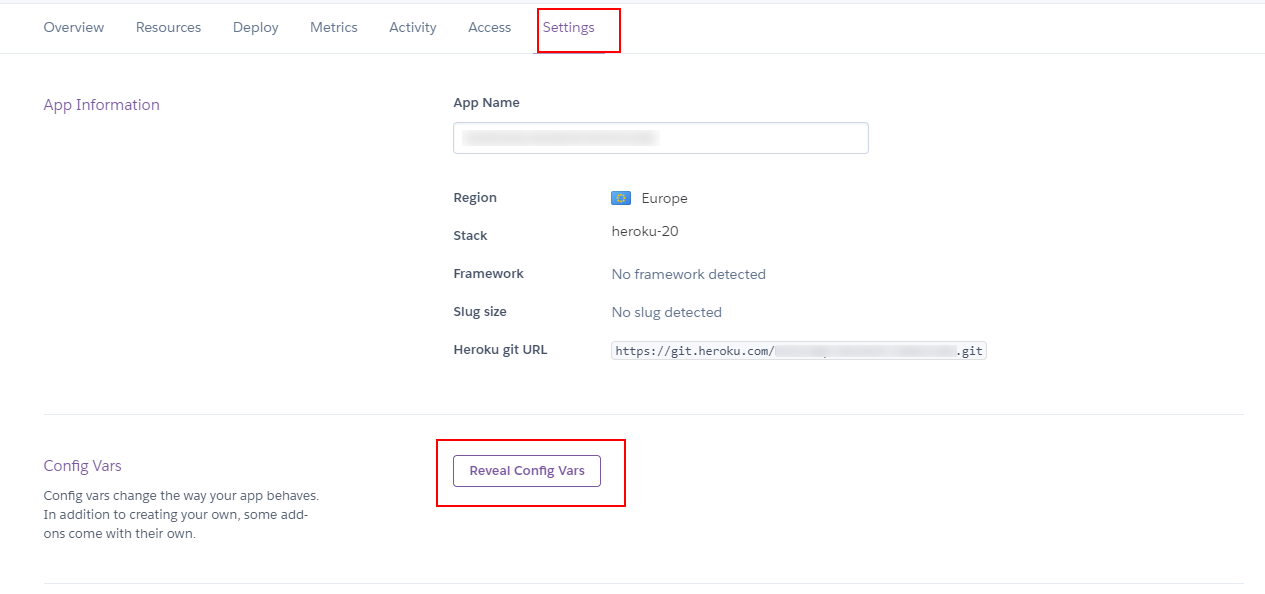 Overview Resources Deploy Metrics Activity Access Settings
App Information
App Name
Region Europe
Stack heroku-20
Framework No framework detected
Slug size No slug detected
Heroku git URL https://git.heroku.com/ .git
Config Vars
Reveal Config Vars
Config vars change the way your app behaves.
In addition to creating your own, some add-
ons come with their own.